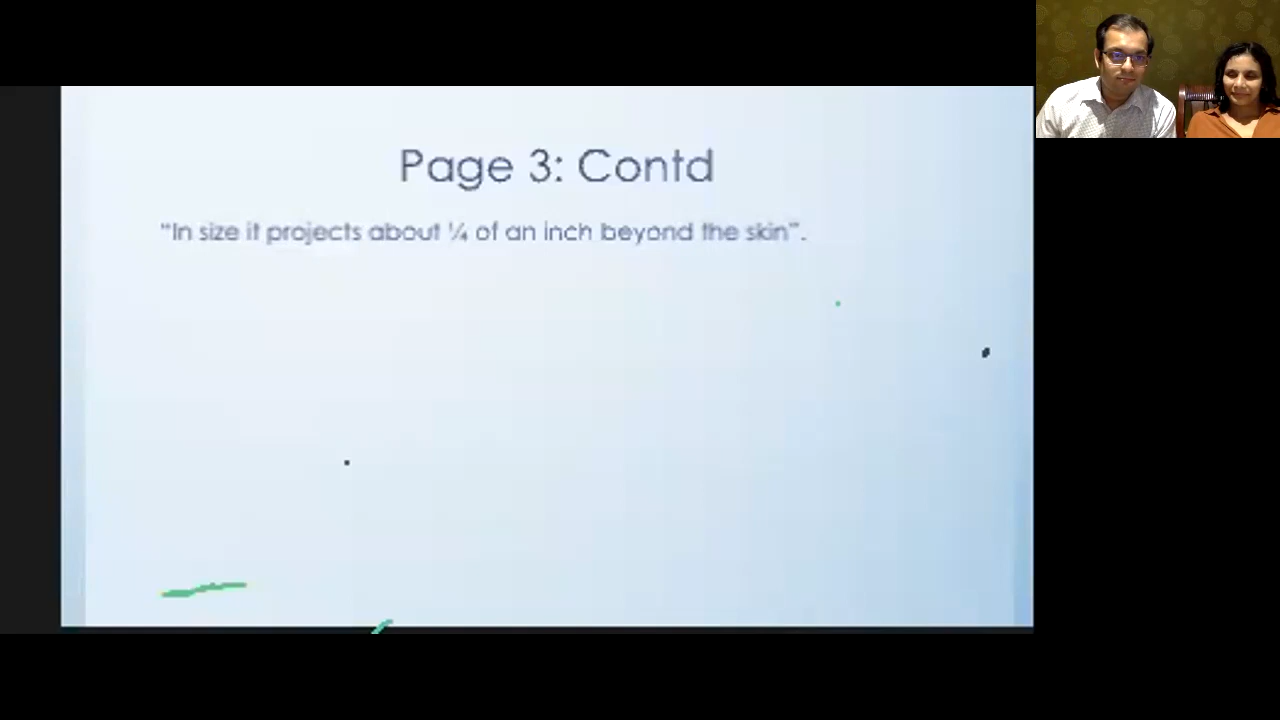 Page 3: Contd
“In size it projects about ¼ of an inch beyond the skin”.